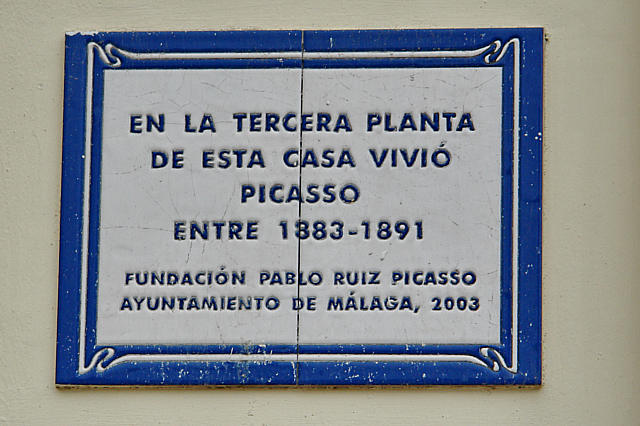 EN LA TERCERA PLANTA
DE ESTA CASA VIVIÓ
PICASSO
ENTRE 1883-1891
FUNDACIÓN PABLO RUIZ PICASSO
AYUNTAMIENTO DE MÁLAGA, 2003